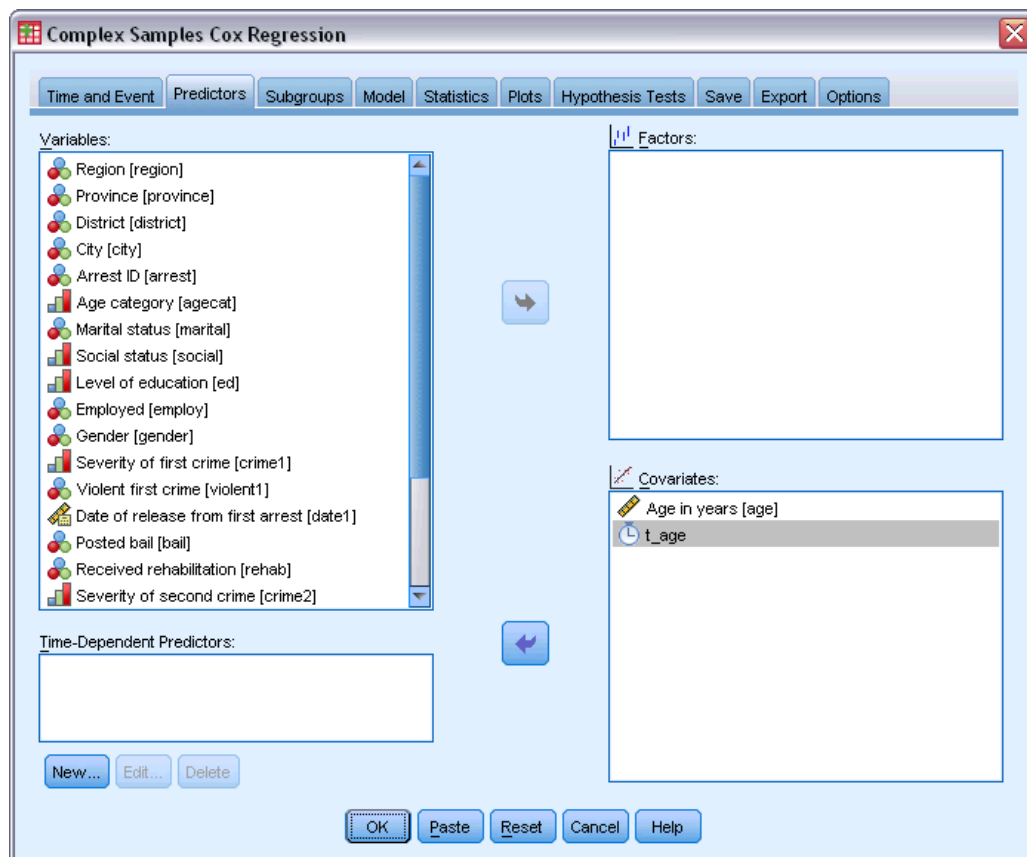 Complex Samples Cox Regression
Time and Event Predictors Subgroups Model Statistics Plots Hypothesis Tests Save Export Options
Variables:
Region [region]
Province [province]
District [district]
City [city]
Arrest ID [arrest]
Age category [agecat]
Marital status [marital]
Social status [social]
Level of education [ed]
Employed [employ]
Gender [gender]
Severity of first crime [crime1]
Violent first crime [violent1]
Date of release from first arrest [date1]
Posted bail [bail]
Received rehabilitation [rehab]
Severity of second crime [crime2]
Time-Dependent Predictors:
New... Edit... Delete
Factors:
Covariates:
Age in years [age]
t_age
OK Paste Reset Cancel Help